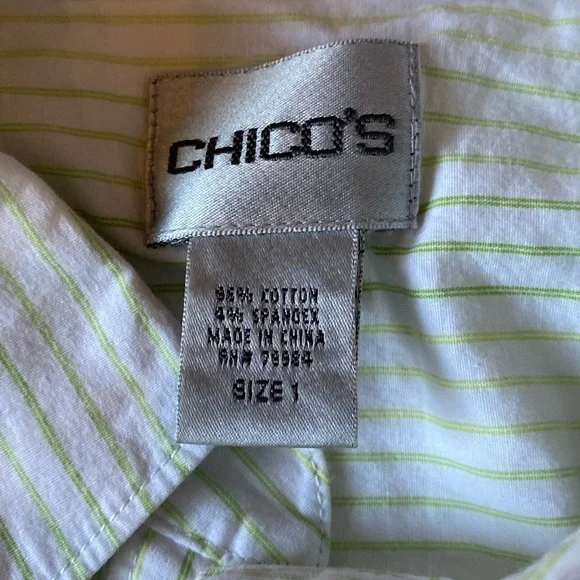 CHICO'S
96% COTTON
4% SPANDEX
MADE IN CHINA
RN# 79984
SIZE 1